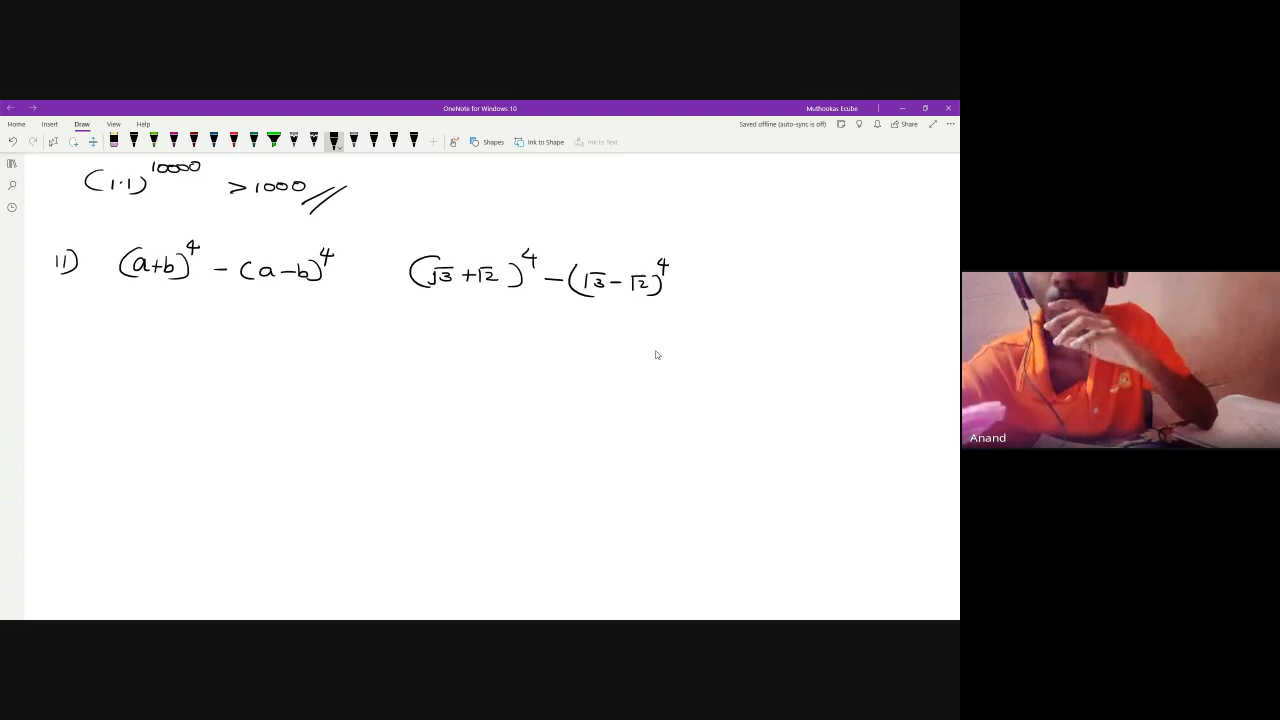 OneNote for Windows 10
Muthookas Ecube
Home Insert Draw View Help
Saved offline (auto-sync is off) Share
Shapes Ink to Shape Ink to Text
(1·1)^10000 > 1000
11) (a+b)^4 - (a-b)^4 (√3 + √2)^4 - (√3 - √2)^4
Anand